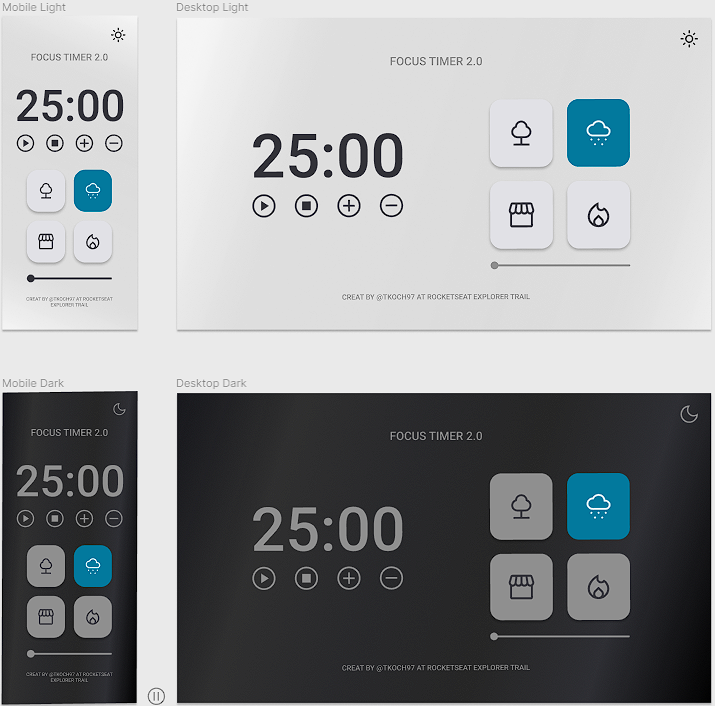 Mobile Light
FOCUS TIMER 2.0
25:00
CREAT BY @TKOCH97 AT ROCKETSEAT
EXPLORER TRAIL
Desktop Light
FOCUS TIMER 2.0
25:00
CREAT BY @TKOCH97 AT ROCKETSEAT EXPLORER TRAIL
Mobile Dark
FOCUS TIMER 2.0
25:00
CREAT BY @TKOCH97 AT ROCKETSEAT
EXPLORER TRAIL
Desktop Dark
FOCUS TIMER 2.0
25:00
CREAT BY @TKOCH97 AT ROCKETSEAT EXPLORER TRAIL